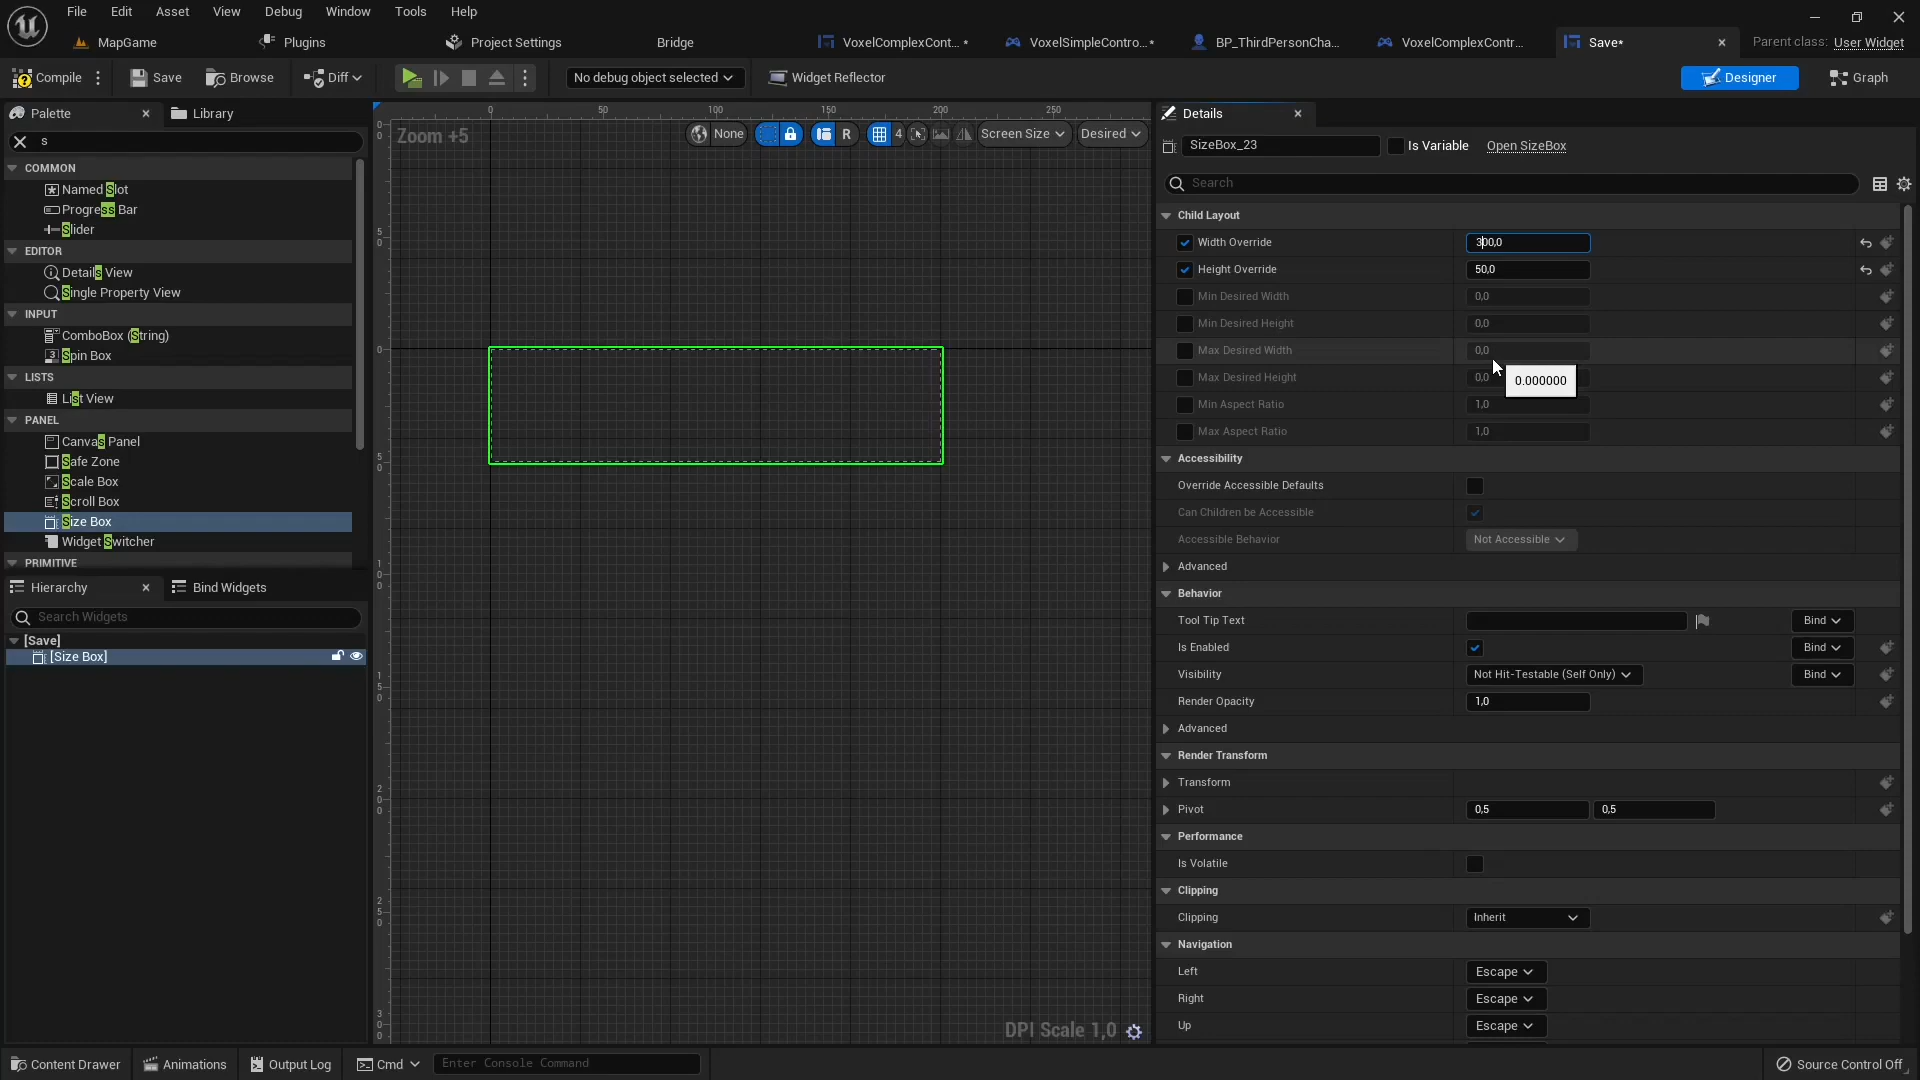 File Edit Asset View Debug Window Tools Help
MapGame Plugins Project Settings Bridge VoxelComplexCont... * VoxelSimpleContro... * BP_ThirdPersonCha... VoxelComplexContr... Save* Parent class: User Widget
Compile Save Browse Diff No debug object selected Widget Reflector Designer Graph
Palette Library
s
COMMON
Named Slot
Progress Bar
Slider
EDITOR
Details View
Single Property View
INPUT
ComboBox (String)
Spin Box
LISTS
List View
PANEL
Canvas Panel
Safe Zone
Scale Box
Scroll Box
Size Box
Widget Switcher
PRIMITIVE
Hierarchy Bind Widgets
Search Widgets
[Save]
[Size Box]
0 50 100 150 200 250
Zoom +5 None R 4 Screen Size Desired
0
50
0
50
100
150
200
250
300
DPI Scale 1,0
Details
SizeBox_23 Is Variable Open SizeBox
Search
Child Layout
Width Override 300,0
Height Override 50,0
Min Desired Width 0,0
Min Desired Height 0,0
Max Desired Width 0,0
Max Desired Height 0,0
0.000000
Min Aspect Ratio 1,0
Max Aspect Ratio 1,0
Accessibility
Override Accessible Defaults
Can Children be Accessible
Accessible Behavior Not Accessible
Advanced
Behavior
Tool Tip Text Bind
Is Enabled Bind
Visibility Not Hit-Testable (Self Only) Bind
Render Opacity 1,0
Advanced
Render Transform
Transform
Pivot 0,5 0,5
Performance
Is Volatile
Clipping
Clipping Inherit
Navigation
Left Escape
Right Escape
Up Escape
Content Drawer Animations Output Log Cmd Enter Console Command Source Control Off